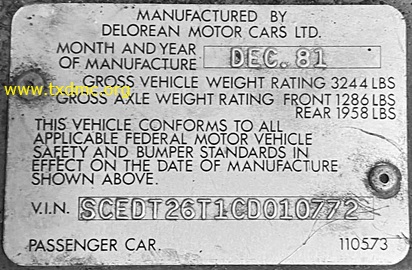 MANUFACTURED BY
DELOREAN MOTOR CARS LTD.
MONTH AND YEAR
OF MANUFACTURE DEC. 81
GROSS VEHICLE WEIGHT RATING 3244 LBS
www.txdmc.org
GROSS AXLE WEIGHT RATING FRONT 1286 LBS
REAR 1958 LBS
THIS VEHICLE CONFORMS TO ALL
APPLICABLE FEDERAL MOTOR VEHICLE
SAFETY AND BUMPER STANDARDS IN
EFFECT ON THE DATE OF MANUFACTURE
SHOWN ABOVE.
V.I.N. SCEDT26T1CD010772
PASSENGER CAR. 110573